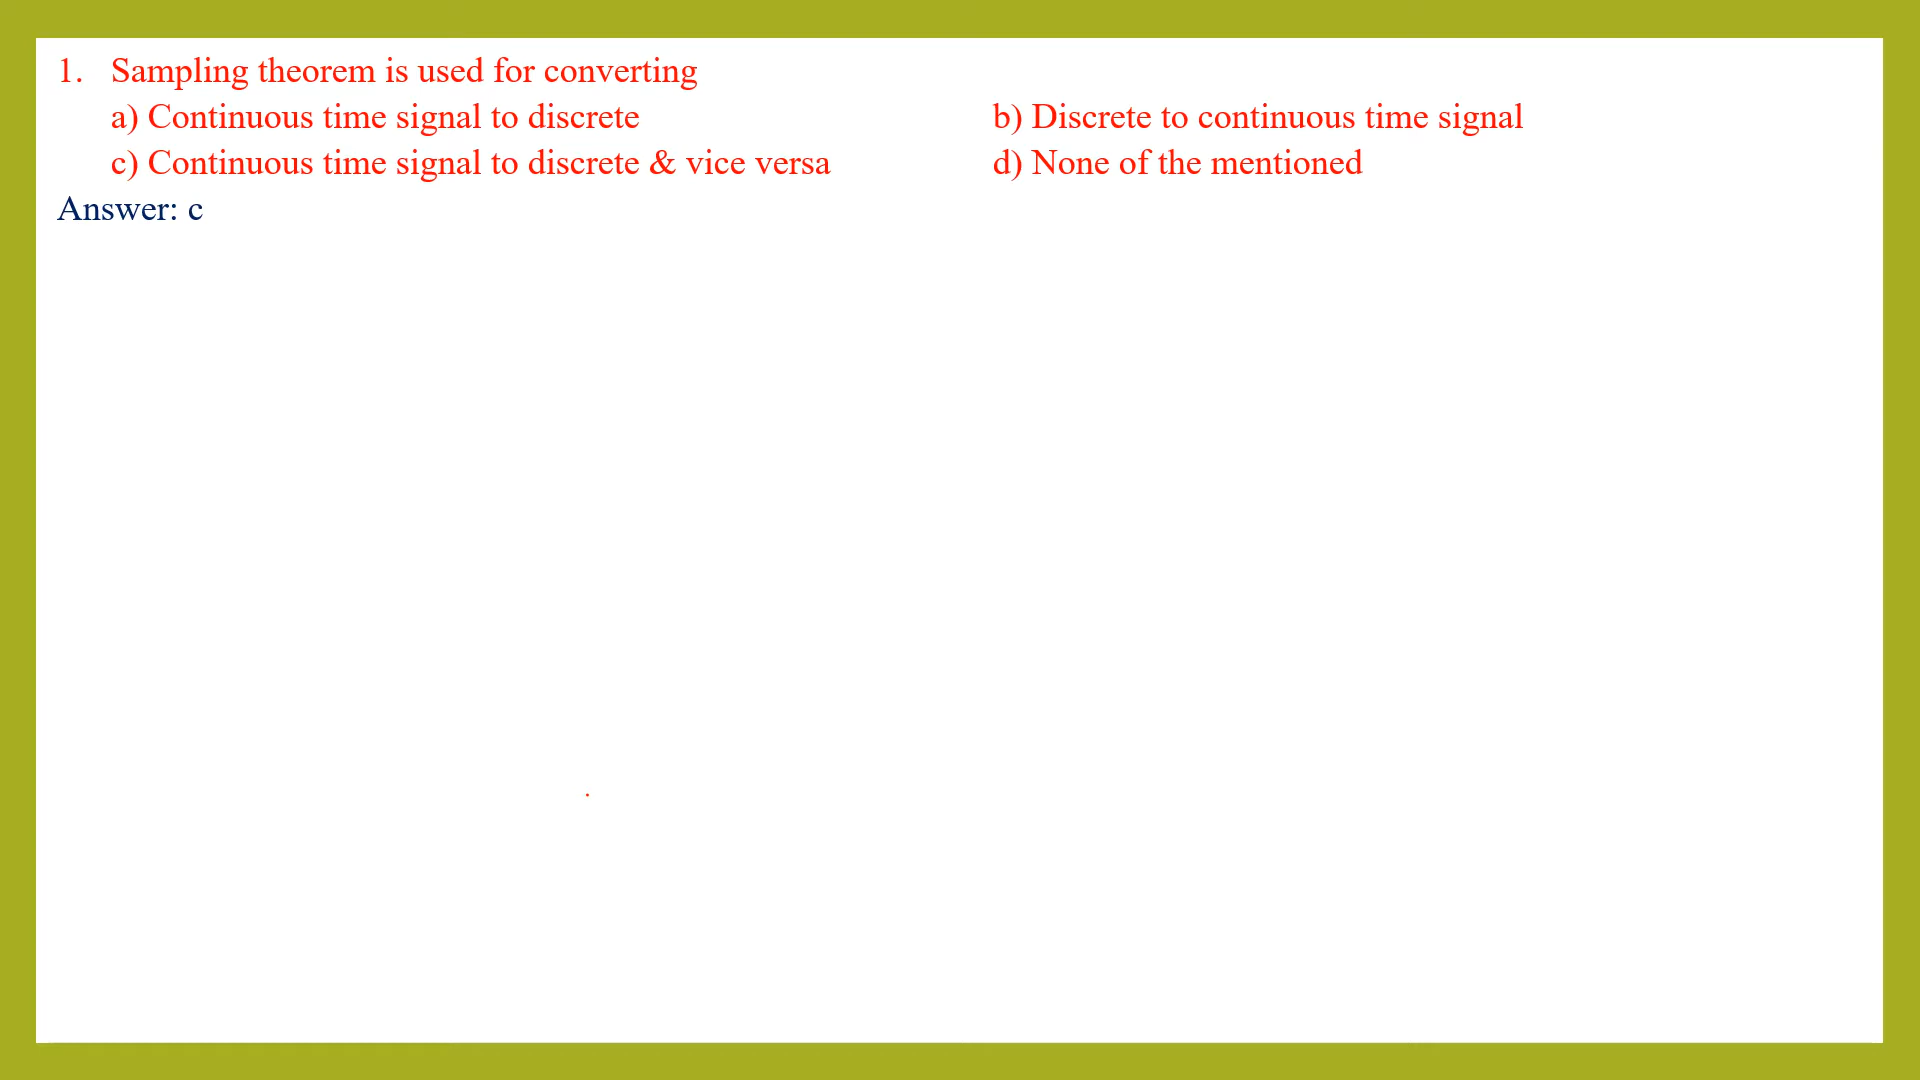 1. Sampling theorem is used for converting
a) Continuous time signal to discrete b) Discrete to continuous time signal
c) Continuous time signal to discrete & vice versa d) None of the mentioned
Answer: c